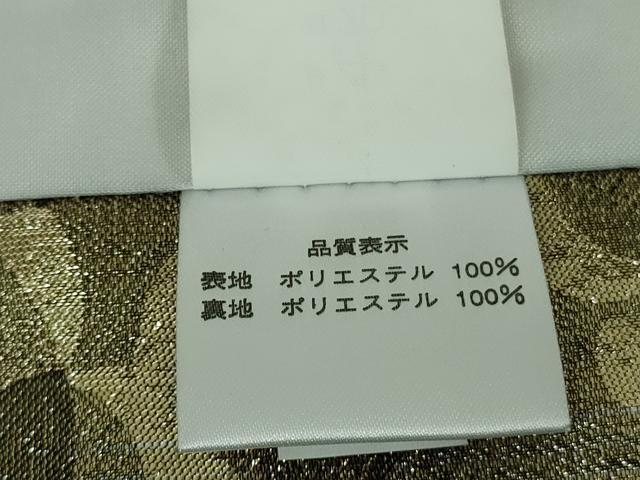 品質表示
表地 ポリエステル 100%
裏地 ポリエステル 100%